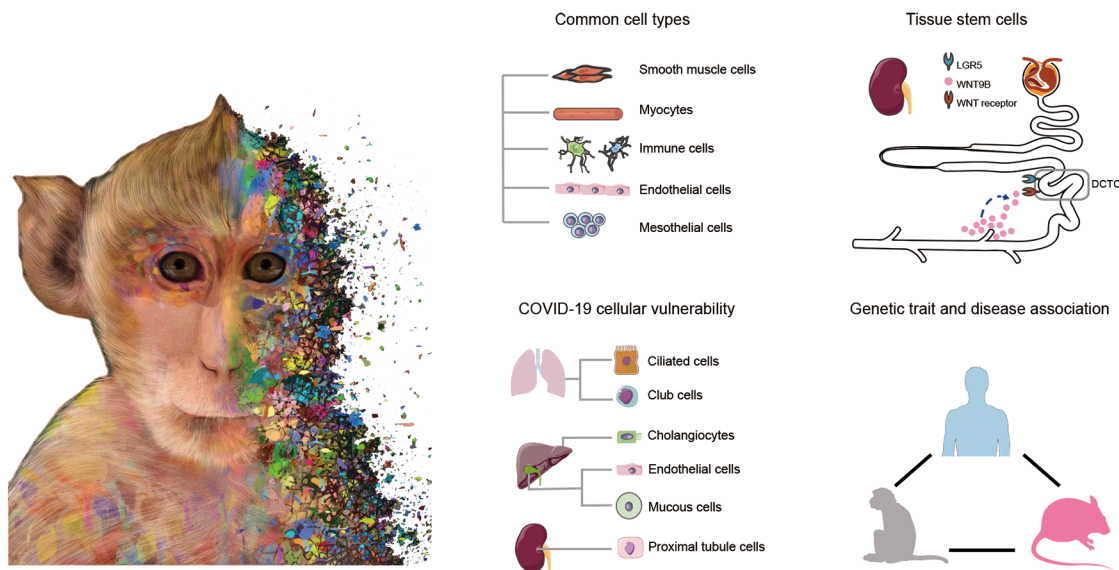 Common cell types
Smooth muscle cells
Myocytes
Immune cells
Endothelial cells
Mesothelial cells
Tissue stem cells
LGR5
WNT9B
WNT receptor
DCTC
COVID-19 cellular vulnerability
Ciliated cells
Club cells
Cholangiocytes
Endothelial cells
Mucous cells
Proximal tubule cells
Genetic trait and disease association